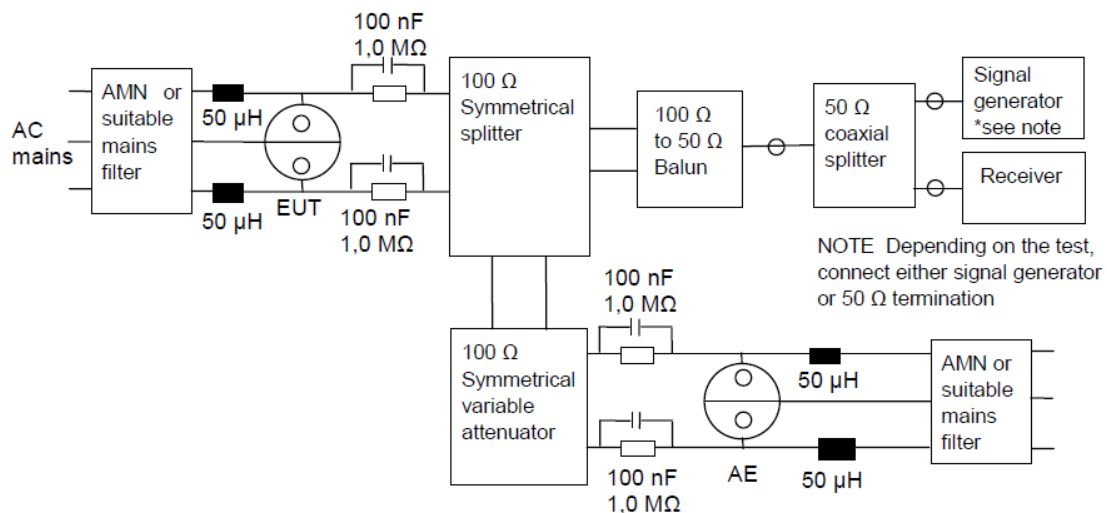 100 nF
1,0 MΩ
AMN or
suitable
mains
filter
AC
mains
50 µH
50 µH
EUT
100 nF
1,0 MΩ
100 Ω
Symmetrical
splitter
100 Ω
to 50 Ω
Balun
50 Ω
coaxial
splitter
Signal
generator
*see note
Receiver
NOTE Depending on the test,
connect either signal generator
or 50 Ω termination
100 Ω
Symmetrical
variable
attenuator
100 nF
1,0 MΩ
50 µH
AMN or
suitable
mains
filter
100 nF
1,0 MΩ
AE
50 µH